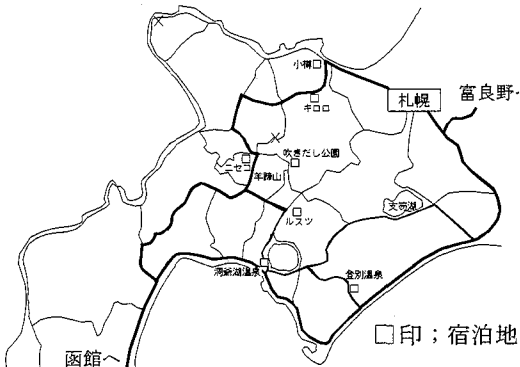 小樽
キロロ
札幌
富良野へ
吹きだし公園
ニセコ
羊蹄山
ルスツ
支笏湖
洞爺湖温泉
登別温泉
□印；宿泊地
函館へ